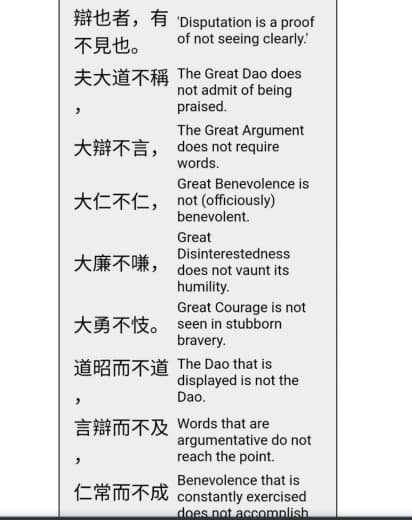 辯也者，有
不見也。
'Disputation is a proof
of not seeing clearly.'
夫大道不稱
，
The Great Dao does
not admit of being
praised.
大辯不言，
The Great Argument
does not require
words.
大仁不仁，
Great Benevolence is
not (officiously)
benevolent.
大廉不嗛，
Great
Disinterestedness
does not vaunt its
humility.
大勇不忮。
Great Courage is not
seen in stubborn
bravery.
道昭而不道
，
The Dao that is
displayed is not the
Dao.
言辯而不及
，
Words that are
argumentative do not
reach the point.
仁常而不成
Benevolence that is
constantly exercised
does not accomplish